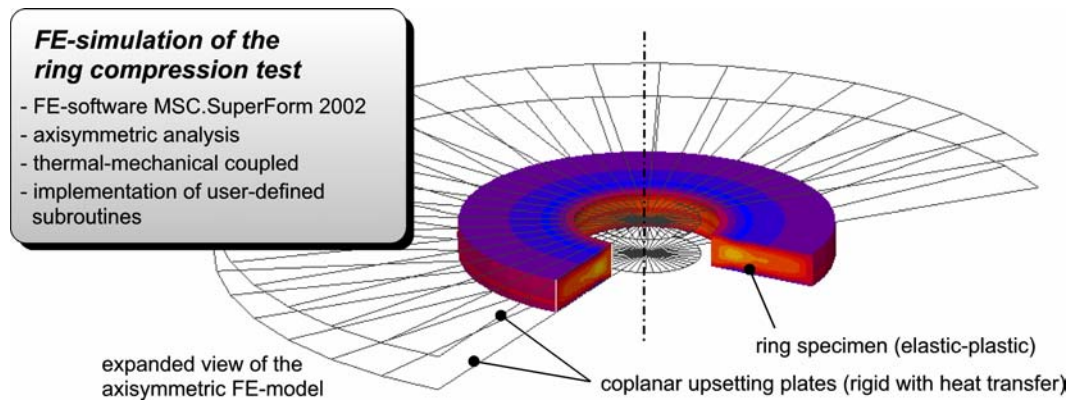 FE-simulation of the
ring compression test
- FE-software MSC.SuperForm 2002
- axisymmetric analysis
- thermal-mechanical coupled
- implementation of user-defined
subroutines
ring specimen (elastic-plastic)
expanded view of the
axisymmetric FE-model
coplanar upsetting plates (rigid with heat transfer)